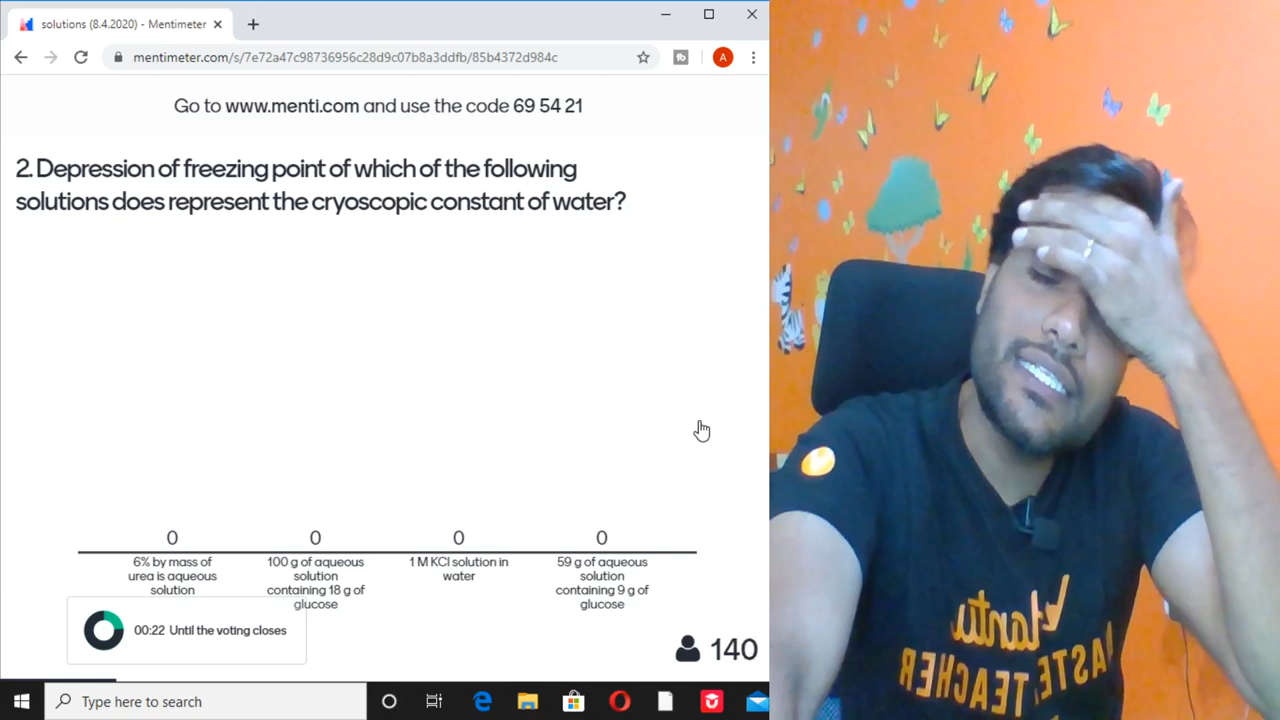 solutions (8.4.2020) - Mentimeter
mentimeter.com/s/7e72a47c98736956c28d9c07b8a3ddfb/85b4372d984c
A
Go to www.menti.com and use the code 69 54 21
2. Depression of freezing point of which of the following
solutions does represent the cryoscopic constant of water?
0
0
0
0
6% by mass of
urea is aqueous
solution
100 g of aqueous
solution
containing 18 g of
glucose
1 M KCl solution in
water
59 g of aqueous
solution
containing 9 g of
glucose
00:22 Until the voting closes
140
Type here to search
TEACHER